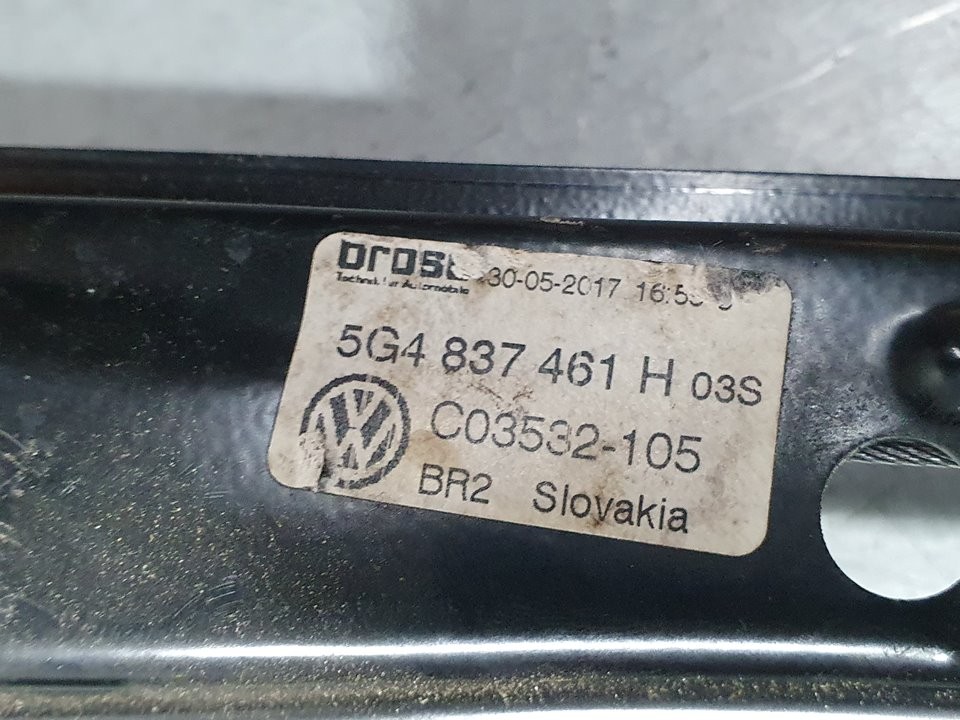 30-05-2017
5G4 837 461 H 03S
C03532-105
BR2 Slovakia